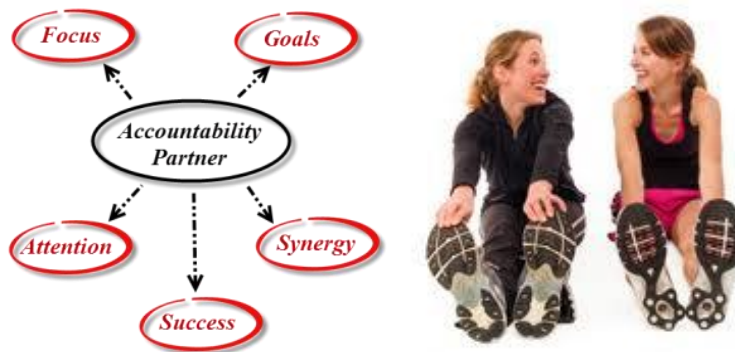 Focus
Goals
Accountability
Partner
Attention
Synergy
Success